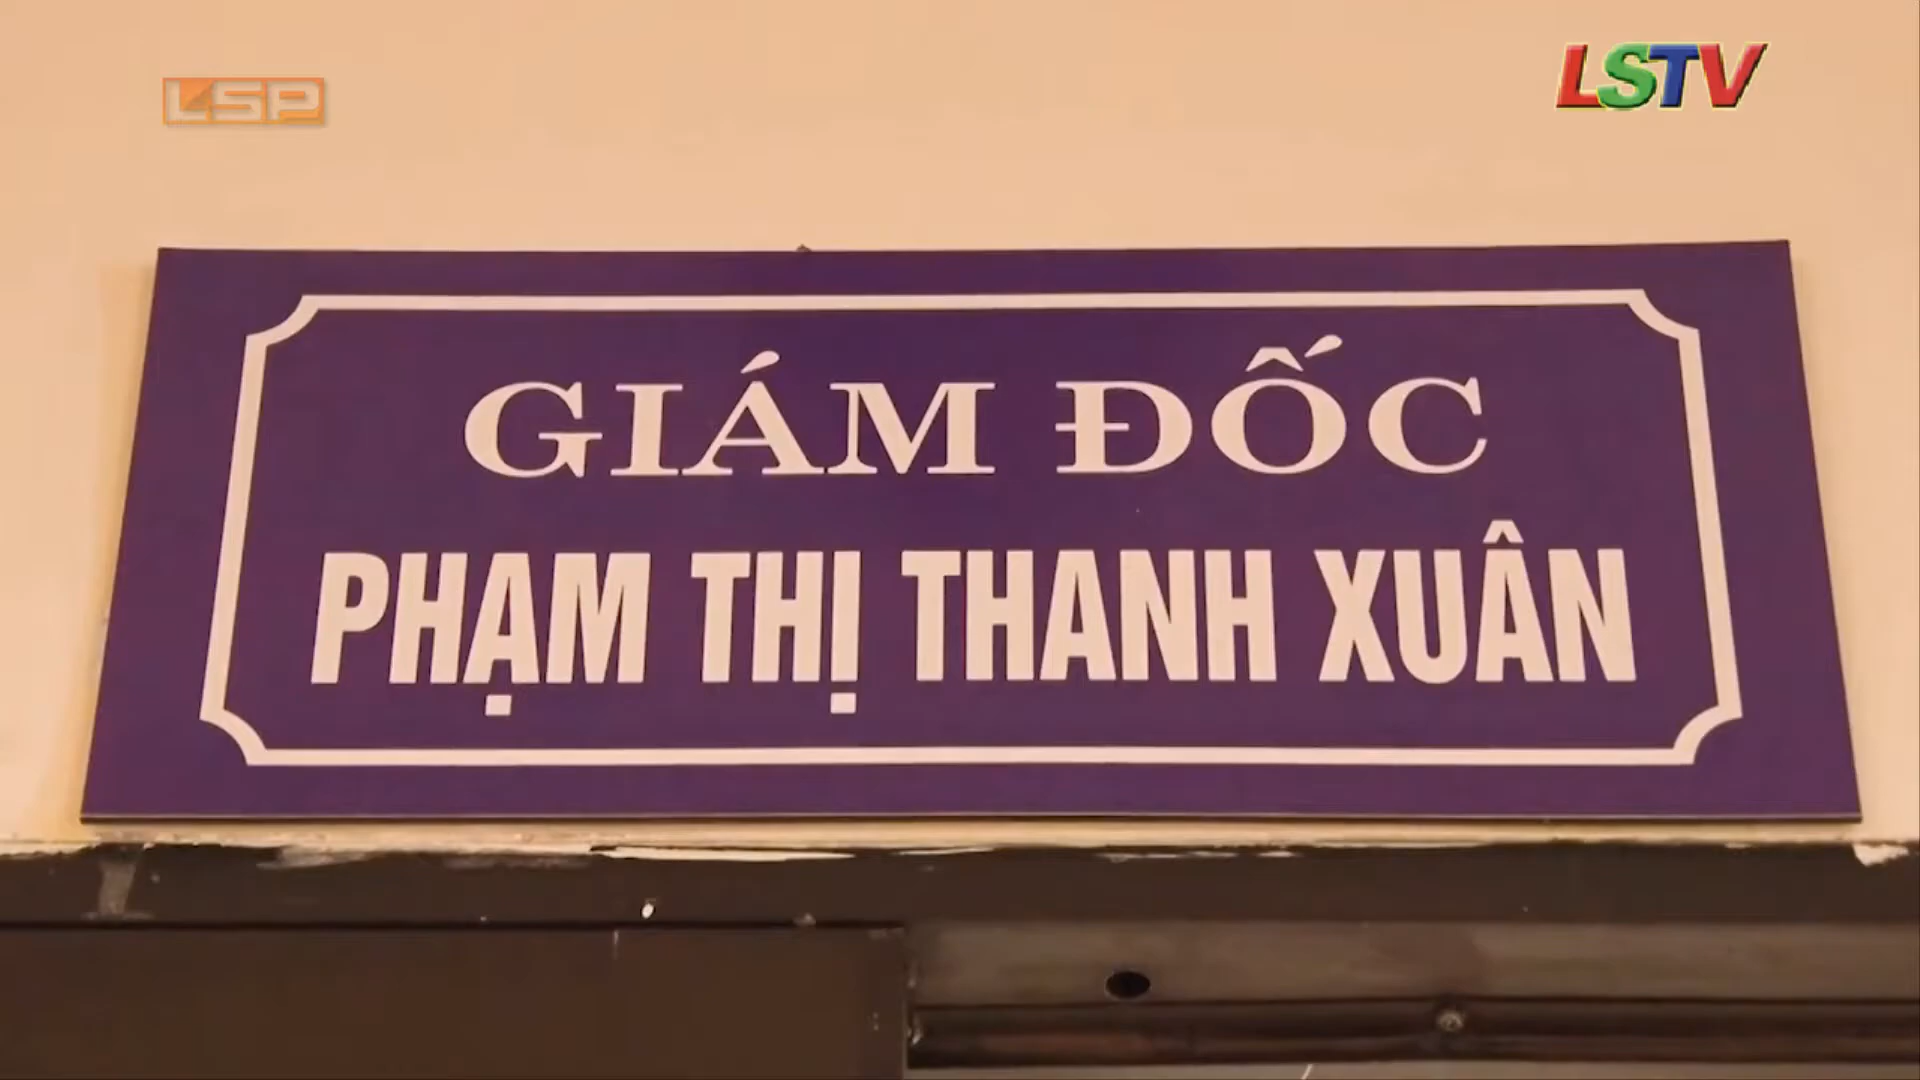 LSP
LSTV
GIÁM ĐỐC
PHẠM THỊ THANH XUÂN